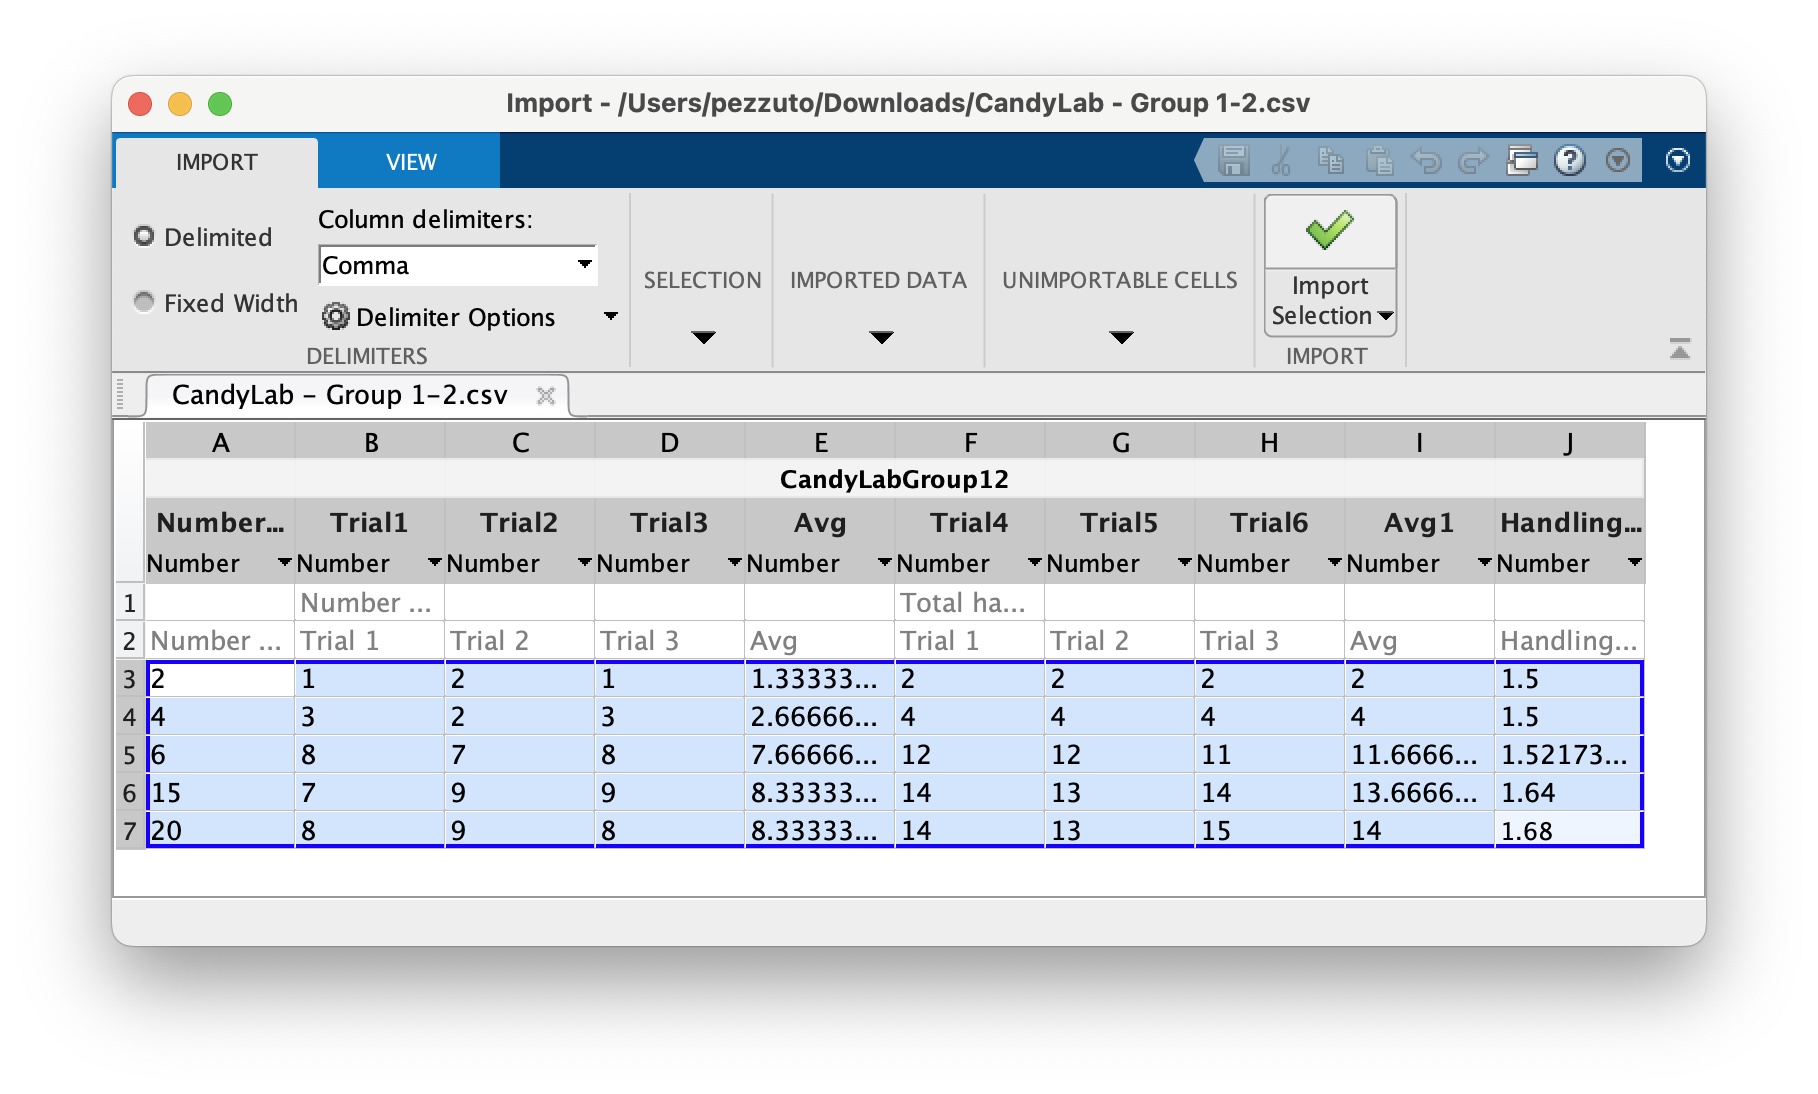 Import - /Users/pezzuto/Downloads/CandyLab - Group 1-2.csv
IMPORT VIEW
Delimited
Fixed Width
Column delimiters:
Comma
Delimiter Options
DELIMITERS
SELECTION
IMPORTED DATA
UNIMPORTABLE CELLS
Import
Selection
IMPORT
CandyLab - Group 1-2.csv
A B C D E F G H I J
CandyLabGroup12
Number... Trial1 Trial2 Trial3 Avg Trial4 Trial5 Trial6 Avg1 Handling...
Number Number Number Number Number Number Number Number Number Number
1 Number ... Total ha...
2 Number ... Trial 1 Trial 2 Trial 3 Avg Trial 1 Trial 2 Trial 3 Avg Handling...
3 2 1 2 1 1.33333... 2 2 2 2 1.5
4 4 3 2 3 2.66666... 4 4 4 4 1.5
5 6 8 7 8 7.66666... 12 12 11 11.6666... 1.52173...
6 15 7 9 9 8.33333... 14 13 14 13.6666... 1.64
7 20 8 9 8 8.33333... 14 13 15 14 1.68